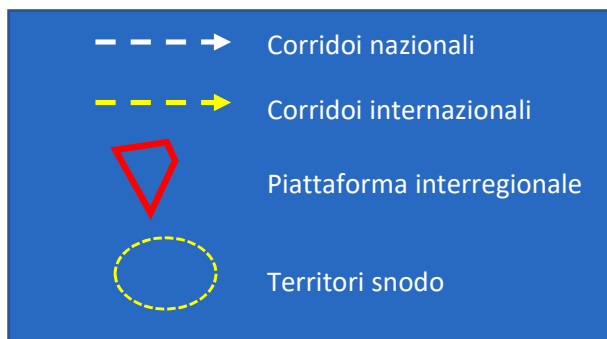 Corridoi nazionali
Corridoi internazionali
Piattaforma interregionale
Territori snodo